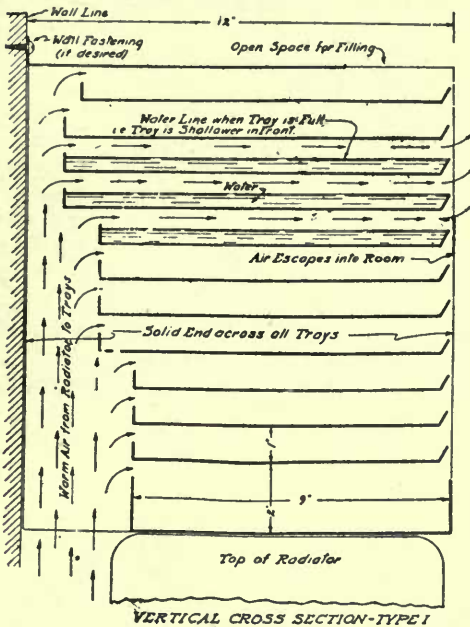 Wall Line
12"
Wall Fastening
(if desired)
Open Space for Filling
Water Line when Tray is Full
i.e Tray is Shallower in Front.
Water
Air Escapes into Room
Solid End across all Trays
Warm Air from Radiator to Trays
1"
2"
9"
Top of Radiator
VERTICAL CROSS SECTION-TYPE I